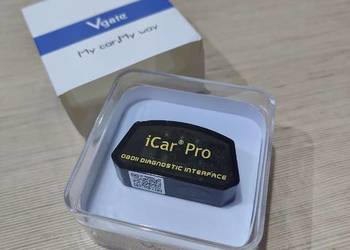 Vgate
My car,My way
iCar® Pro
OBDII DIAGNOSTIC INTERFACE